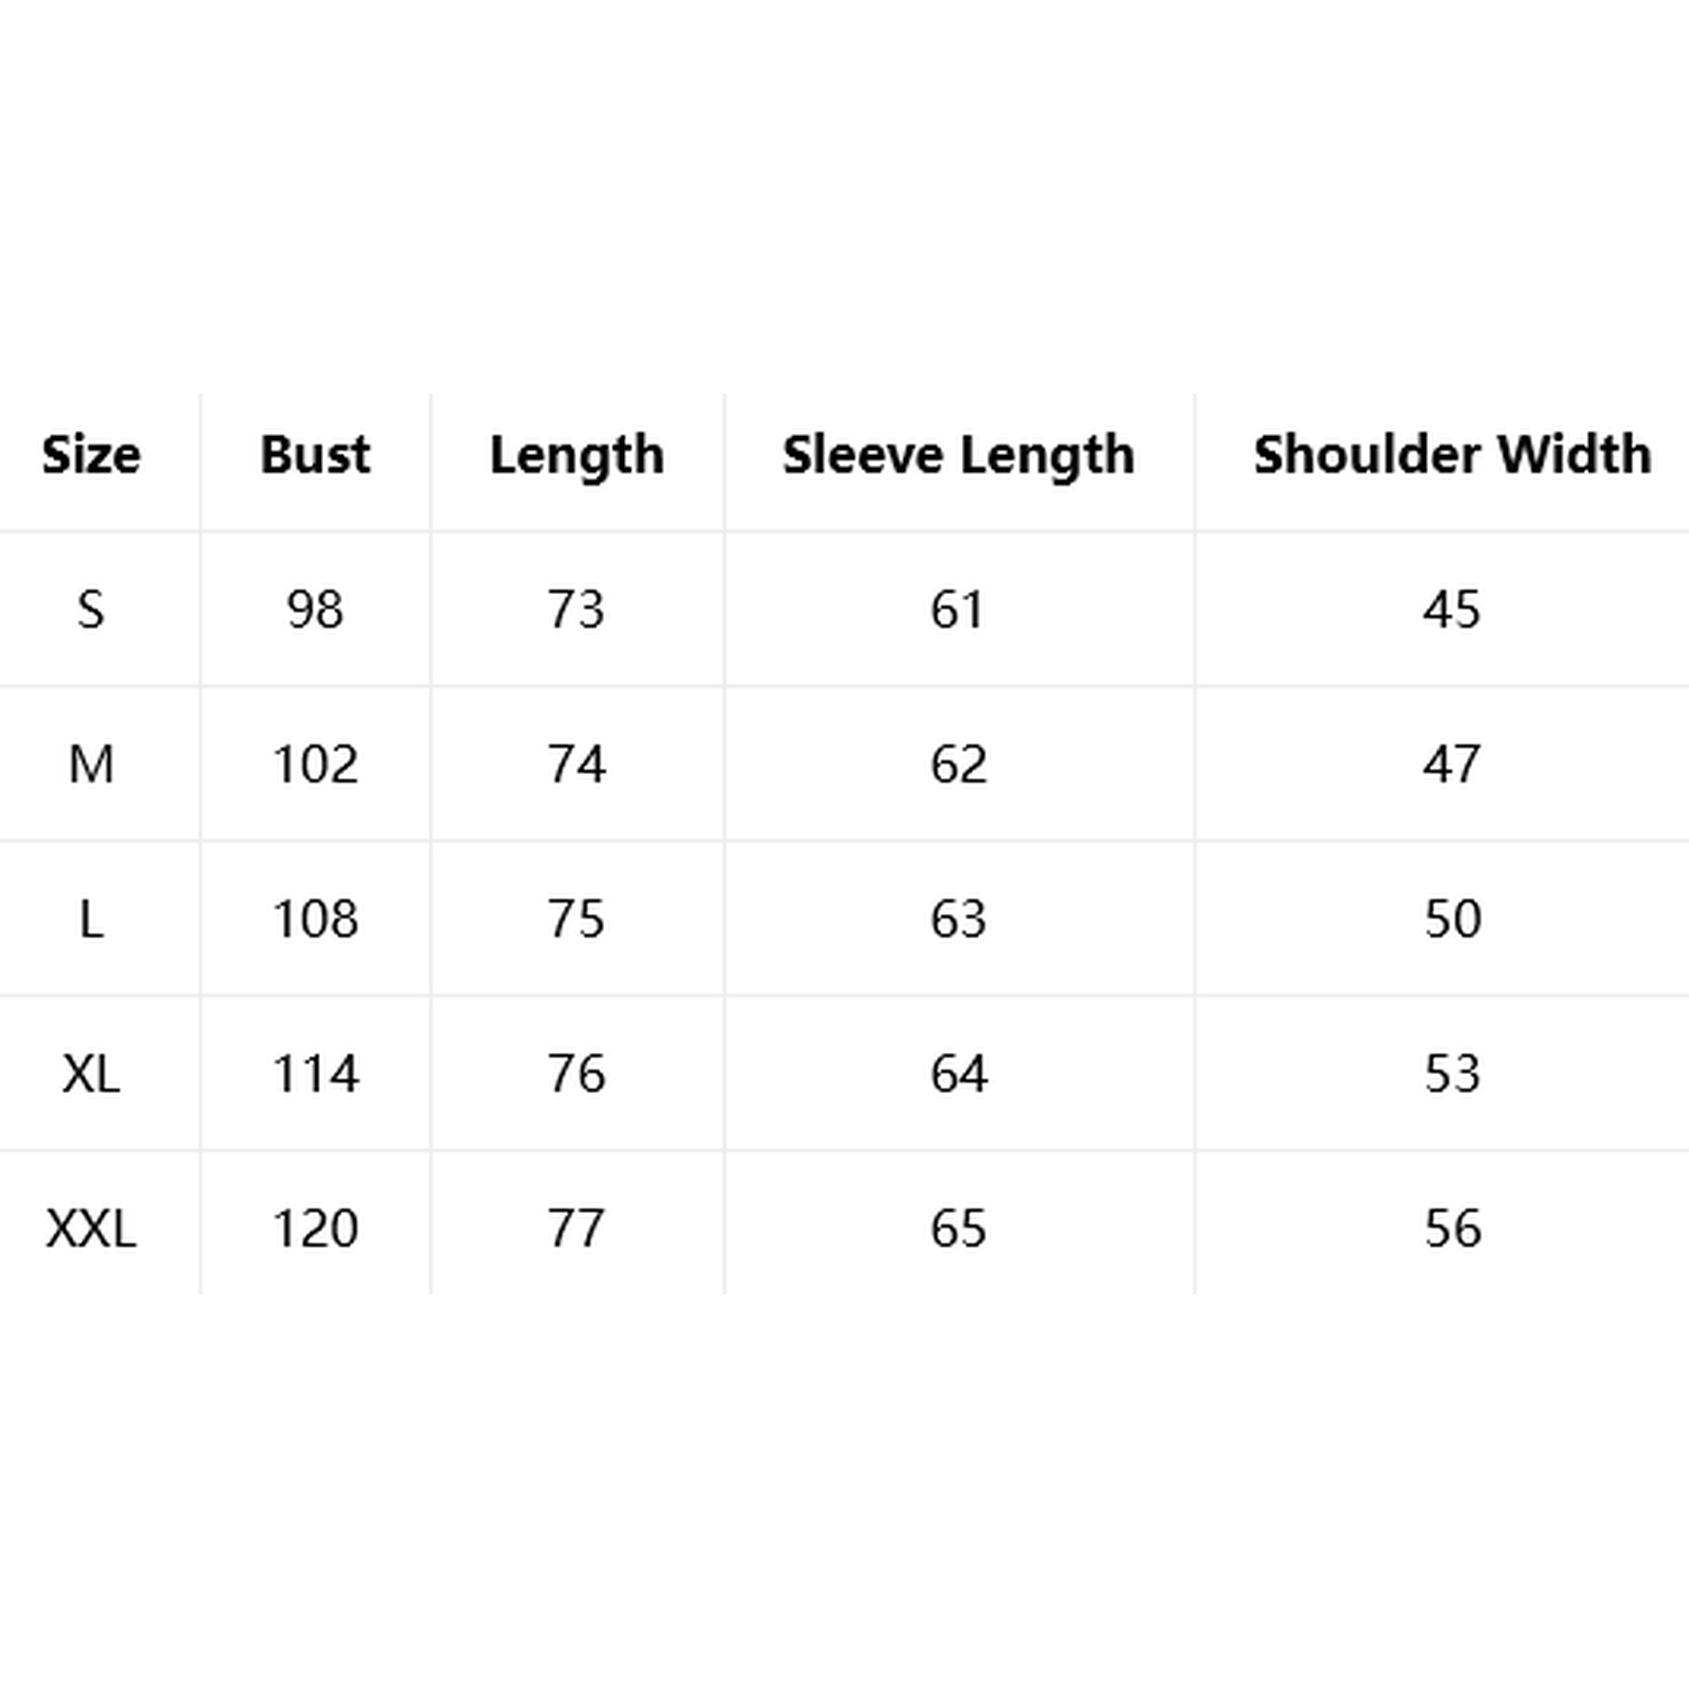 Size Bust Length Sleeve Length Shoulder Width
S 98 73 61 45
M 102 74 62 47
L 108 75 63 50
XL 114 76 64 53
XXL 120 77 65 56